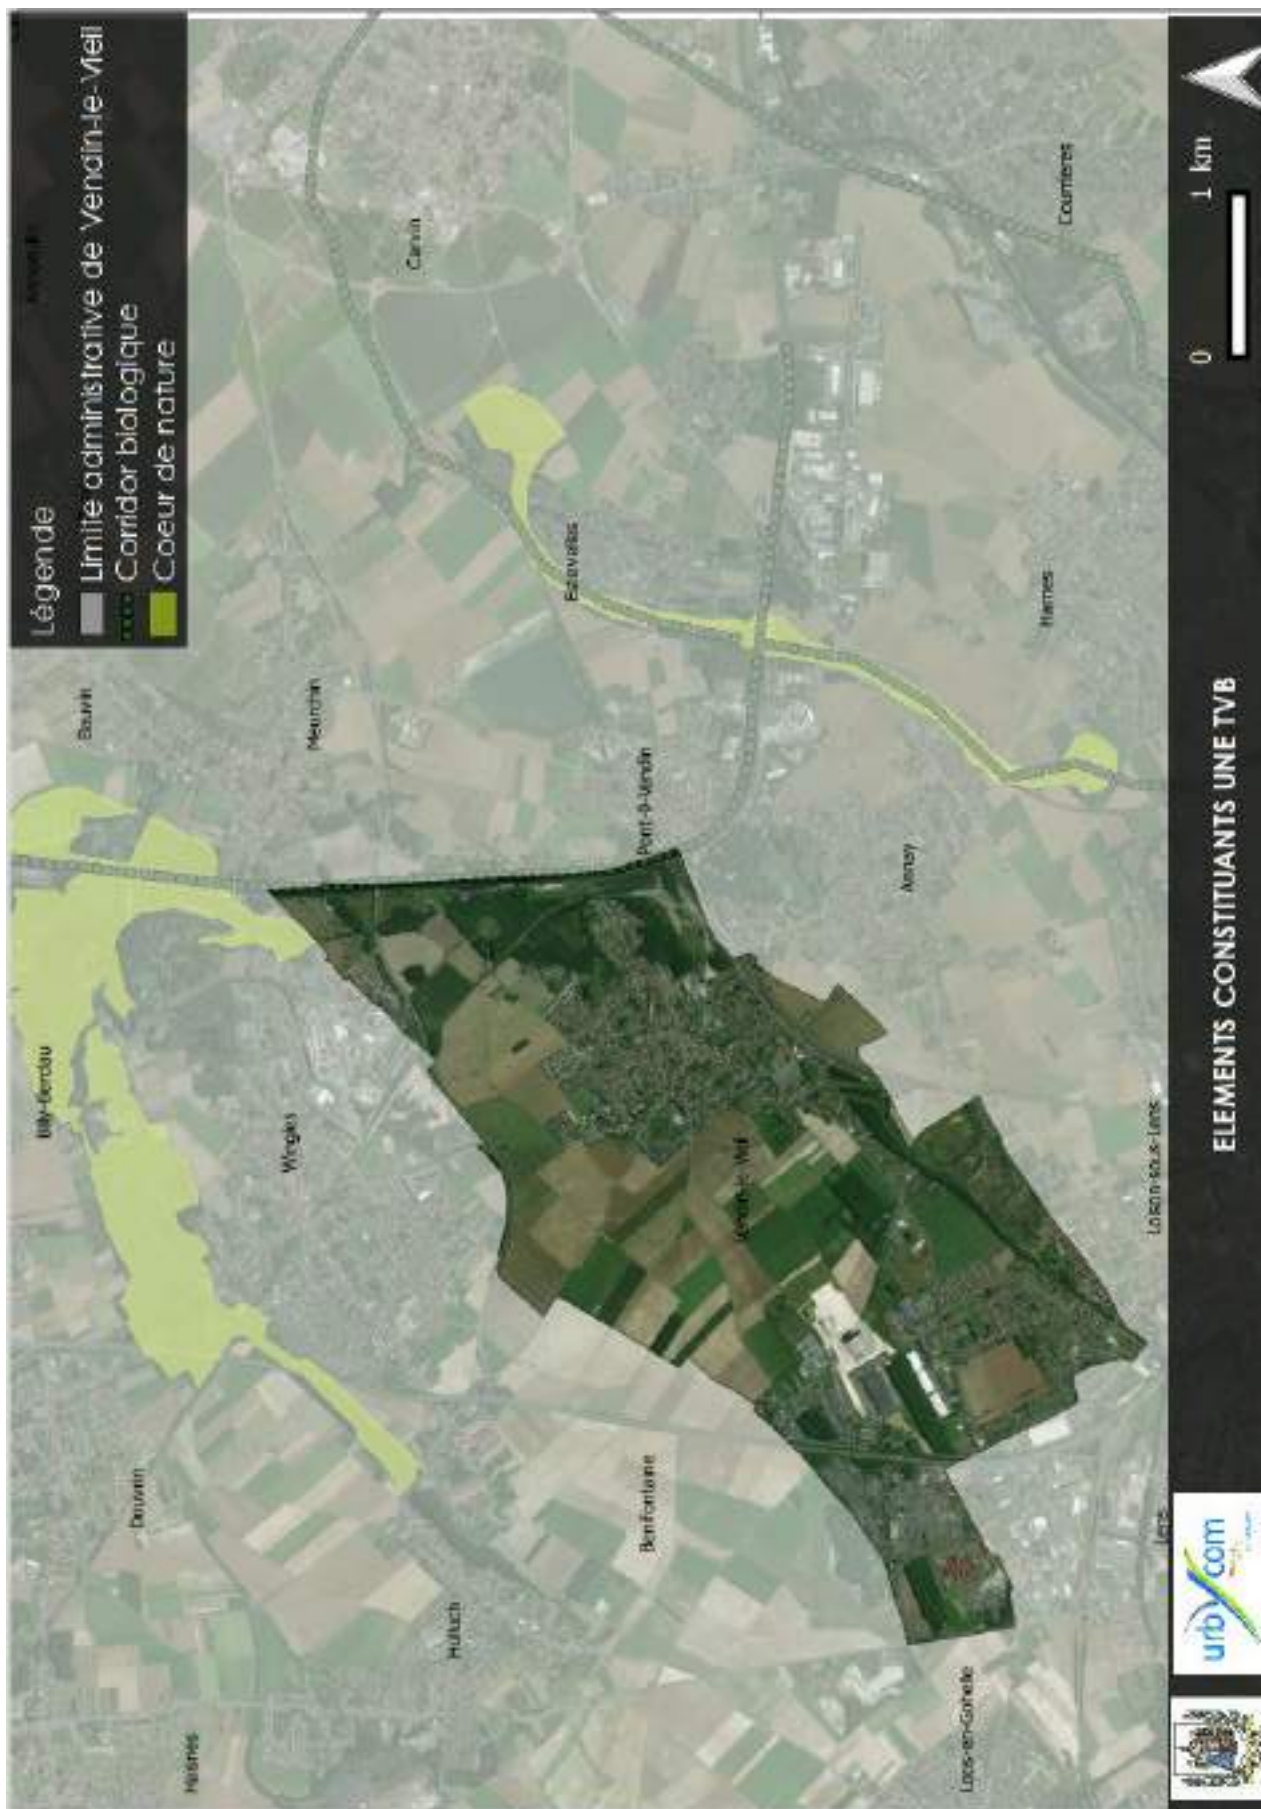 Légende
Limite administrative de Vendin-le-Vieil
Corridor biologique
Coeur de nature
Bauvin
Meurchin
Carvin
Estevelles
Pont-à-Vendin
Courrières
Harnes
Annay
Billy-Berclau
Wingles
Vendin-le-Vieil
Loison-sous-Lens
Douvrin
Bénifontaine
Hulluch
Haisnes
Loos-en-Gohelle
Lens
0 1 km
ELEMENTS CONSTITUANTS UNE TVB
urbycom